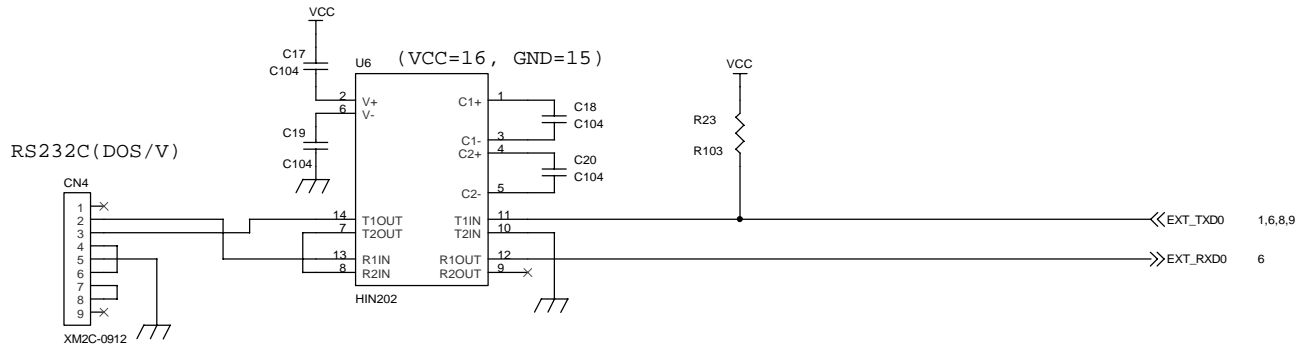 VCC
C17
C104
U6
(VCC=16, GND=15)
VCC
2
V+
6
V-
C1+
1
C18
C104
C1-
3
C2+
4
C20
C104
C2-
5
C19
C104
R23
R103
RS232C(DOS/V)
CN4
1
2
3
4
5
6
7
8
9
XM2C-0912
14
T1OUT
7
T2OUT
13
R1IN
8
R2IN
T1IN
11
T2IN
10
R1OUT
12
R2OUT
9
HIN202
EXT_TXD0 1,6,8,9
EXT_RXD0 6